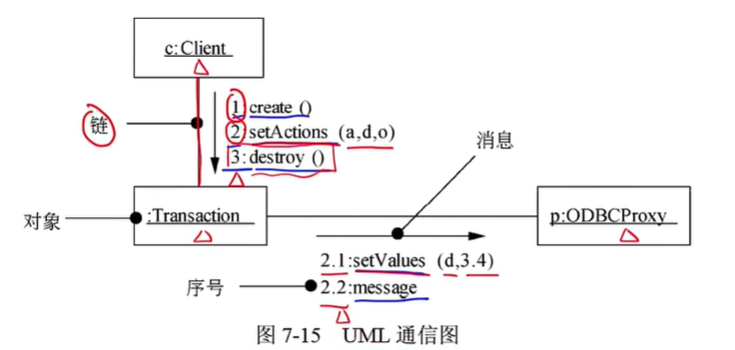 c:Client
链
1:create ()
2:setActions (a,d,o)
3:destroy ()
消息
对象
:Transaction
p:ODBCProxy
2.1:setValues (d,3.4)
序号
2.2:message
图 7-15 UML 通信图